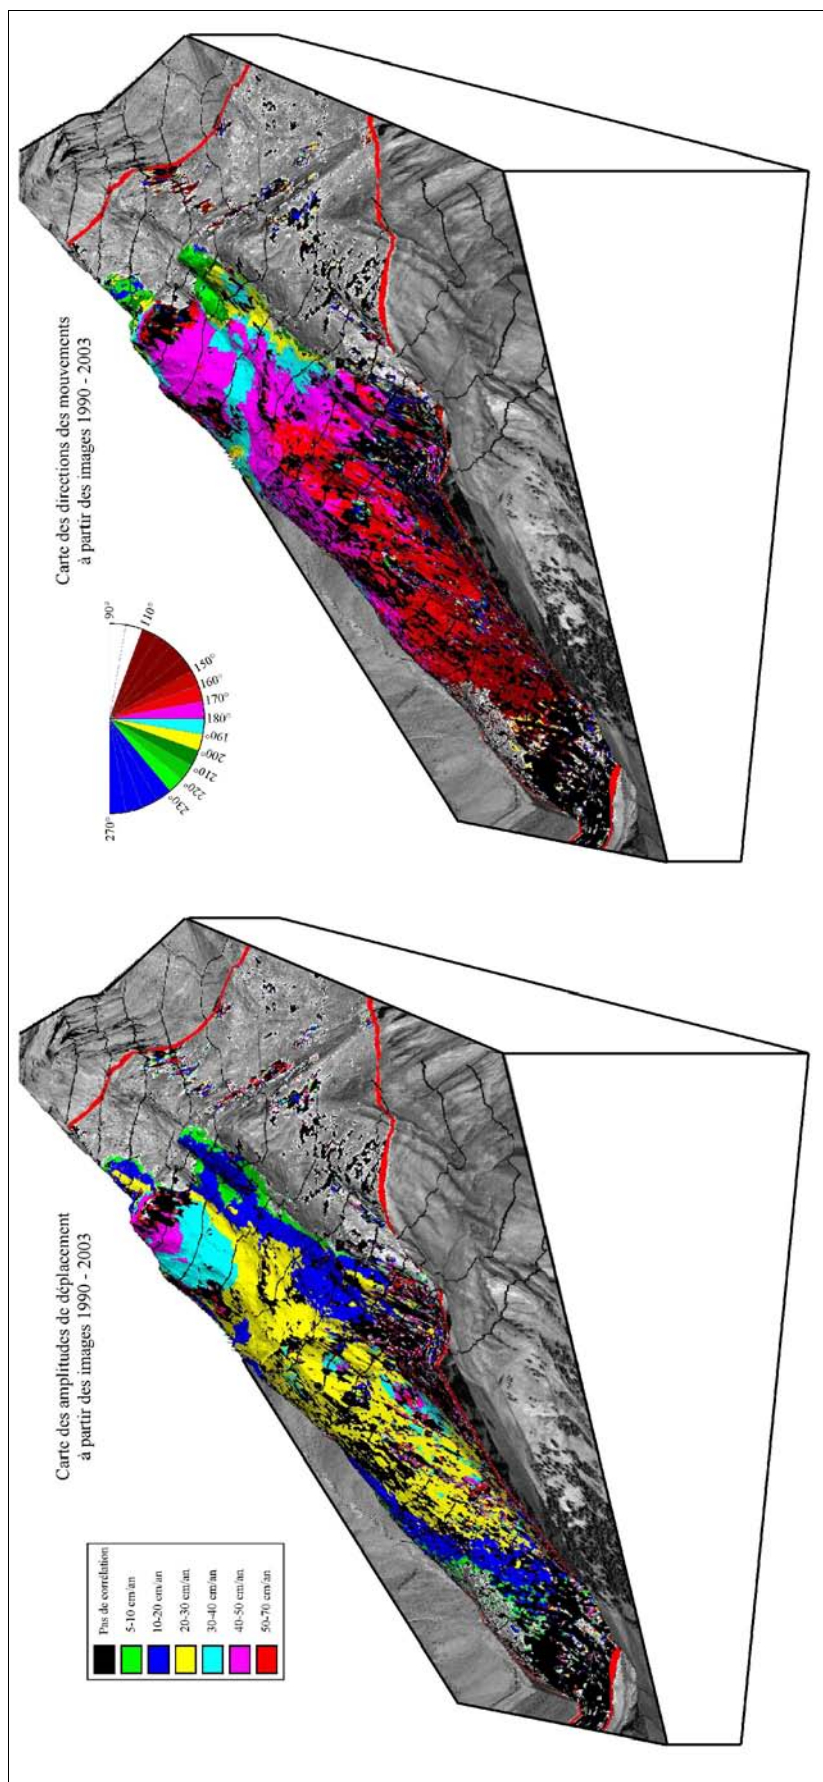 Carte des directions des mouvements
à partir des images 1990 - 2003
90°
110°
150°
160°
170°
180°
190°
200°
210°
220°
230°
270°
Carte des amplitudes de déplacement
à partir des images 1990 - 2003
Pas de corrélation
5-10 cm/an
10-20 cm/an
20-30 cm/an
30-40 cm/an
40-50 cm/an
50-70 cm/an